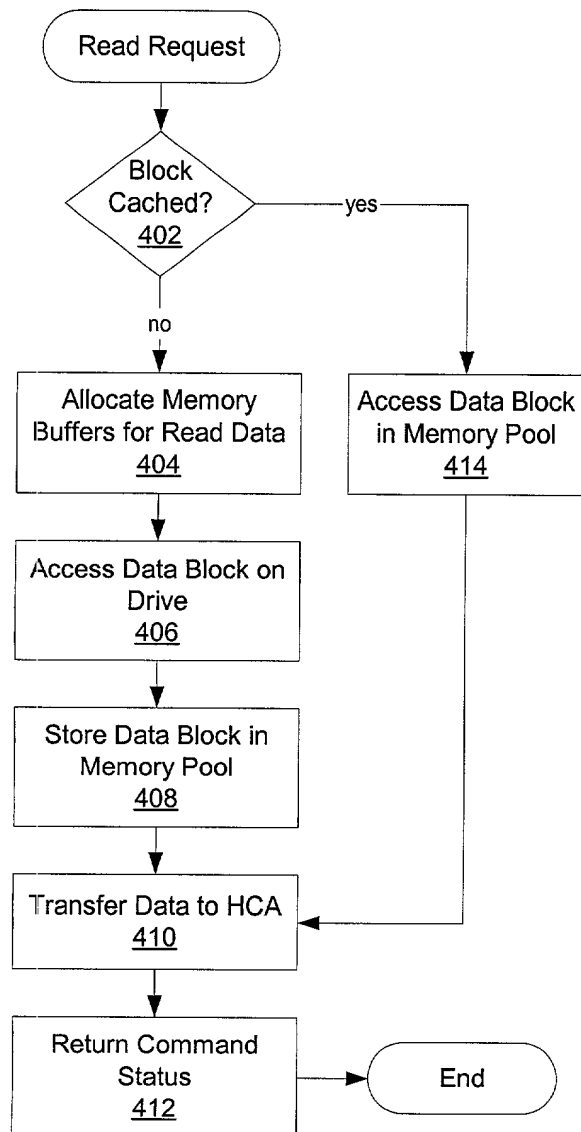 Read Request
Block
Cached?
402
yes
no
Allocate Memory
Buffers for Read Data
404
Access Data Block
in Memory Pool
414
Access Data Block on
Drive
406
Store Data Block in
Memory Pool
408
Transfer Data to HCA
410
Return Command
Status
412
End